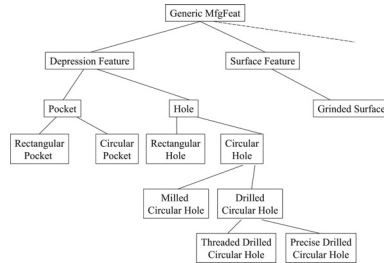 Generic MfgFeat
Depression Feature
Surface Feature
Pocket
Hole
Grinded Surface
Rectangular
Pocket
Circular
Pocket
Rectangular
Hole
Circular
Hole
Milled
Circular Hole
Drilled
Circular Hole
Threaded Drilled
Circular Hole
Precise Drilled
Circular Hole